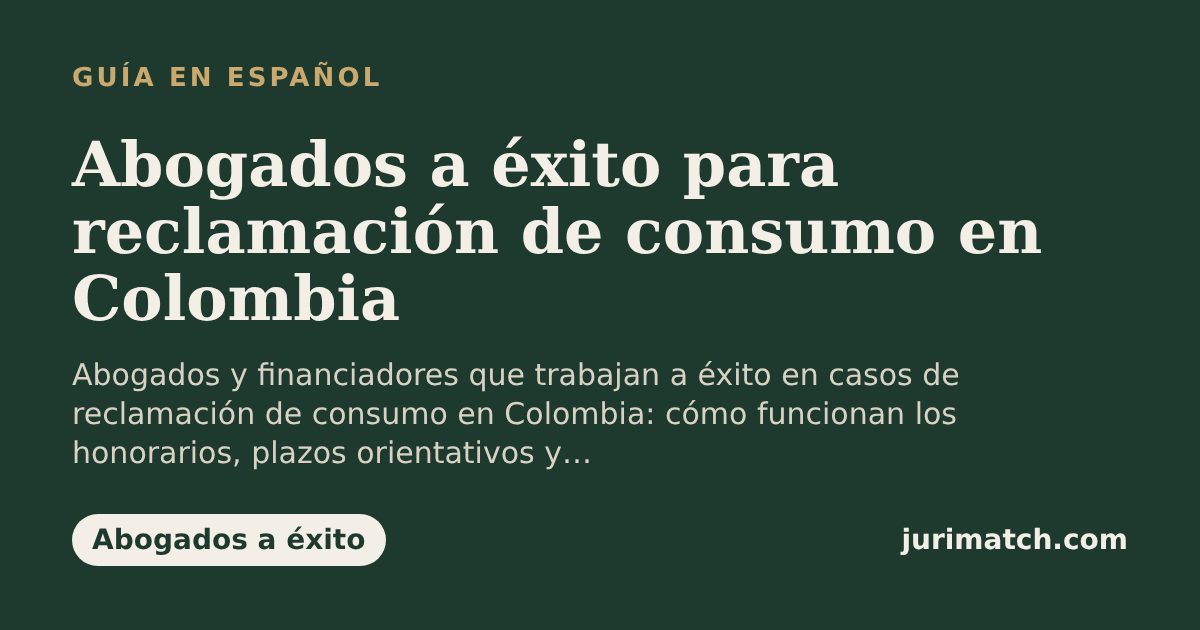 GUÍA EN ESPAÑOL
Abogados a éxito para
reclamación de consumo en
Colombia
Abogados y financiadores que trabajan a éxito en casos de
reclamación de consumo en Colombia: cómo funcionan los
honorarios, plazos orientativos y...
Abogados a éxito
jurimatch.com